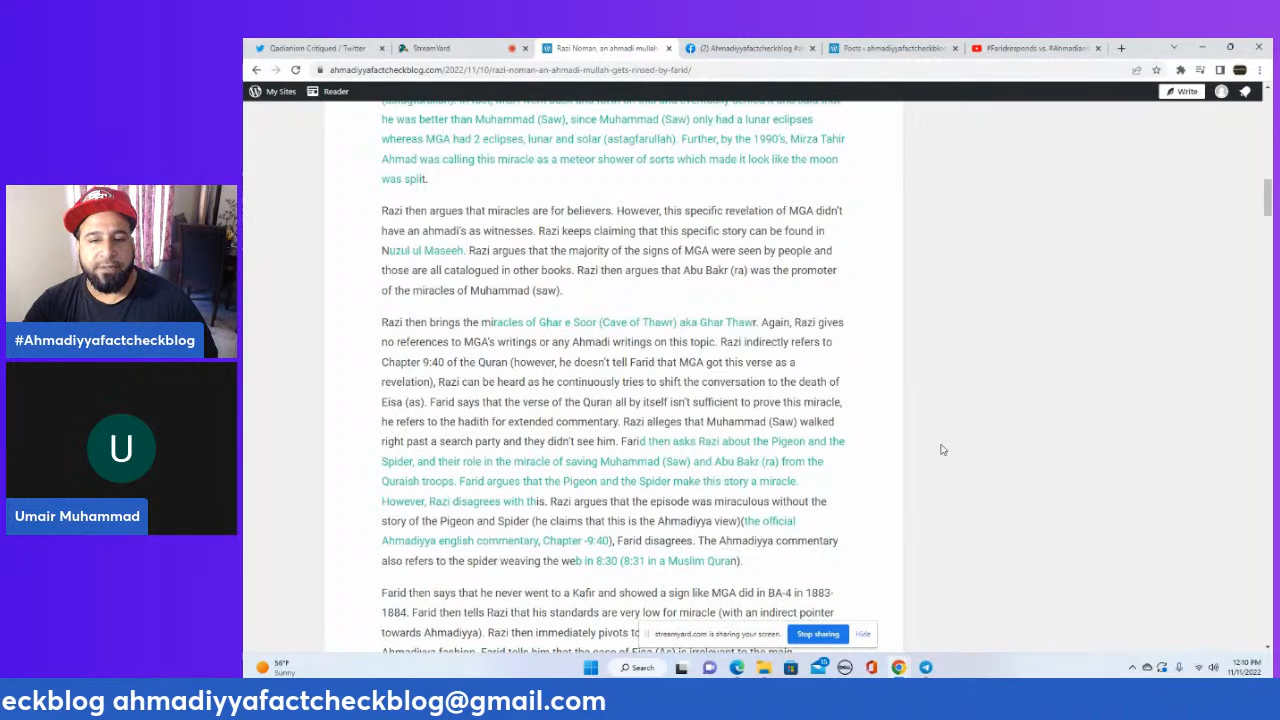 Qadianism Critiqued / Twitter
StreamYard
Razi Noman, an ahmadi mullah
(2) Ahmadiyyafactcheckblog #d
Posts ‹ ahmadiyyafactcheckblog
#Faridresponds vs. #Ahmadian
ahmadiyyafactcheckblog.com/2022/11/10/razi-noman-an-ahmadi-mullah-gets-rinsed-by-farid/
My Sites
Reader
Write
he was better than Muhammad (Saw), since Muhammad (Saw) only had a lunar eclipses
whereas MGA had 2 eclipses, lunar and solar (astagfarullah). Further, by the 1990's, Mirza Tahir
Ahmad was calling this miracle as a meteor shower of sorts which made it look like the moon
was split.
Razi then argues that miracles are for believers. However, this specific revelation of MGA didn't
have an ahmadi's as witnesses. Razi keeps claiming that this specific story can be found in
Nuzul ul Maseeh. Razi argues that the majority of the signs of MGA were seen by people and
those are all catalogued in other books. Razi then argues that Abu Bakr (ra) was the promoter
of the miracles of Muhammad (saw).
Razi then brings the miracles of Ghar e Soor (Cave of Thawr) aka Ghar Thawr. Again, Razi gives
no references to MGA's writings or any Ahmadi writings on this topic. Razi indirectly refers to
Chapter 9:40 of the Quran (however, he doesn't tell Farid that MGA got this verse as a
revelation), Razi can be heard as he continuously tries to shift the conversation to the death of
Eisa (as). Farid says that the verse of the Quran all by itself isn't sufficient to prove this miracle,
he refers to the hadith for extended commentary. Razi alleges that Muhammad (Saw) walked
right past a search party and they didn't see him. Farid then asks Razi about the Pigeon and the
Spider, and their role in the miracle of saving Muhammad (Saw) and Abu Bakr (ra) from the
Quraish troops. Farid argues that the Pigeon and the Spider make this story a miracle.
However, Razi disagrees with this. Razi argues that the episode was miraculous without the
story of the Pigeon and Spider (he claims that this is the Ahmadiyya view)(the official
Ahmadiyya english commentary, Chapter -9:40), Farid disagrees. The Ahmadiyya commentary
also refers to the spider weaving the web in 8:30 (8:31 in a Muslim Quran).
Farid then says that he never went to a Kafir and showed a sign like MGA did in BA-4 in 1883-
1884. Farid then tells Razi that his standards are very low for miracle (with an indirect pointer
towards Ahmadiyya). Razi then immediately pivots to
streamyard.com is sharing your screen.
Stop sharing
Hide
#Ahmadiyyafactcheckblog
U
Umair Muhammad
56°F
Sunny
Search
12:10 PM
11/11/2022
eckblog ahmadiyyafactcheckblog@gmail.com